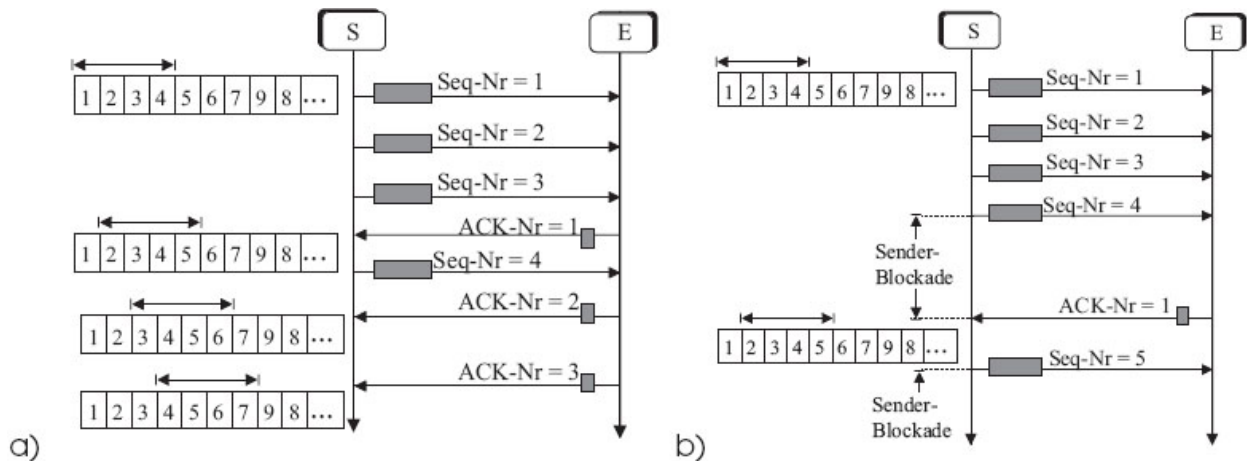 S E
1 2 3 4 5 6 7 9 8 ...
Seq-Nr = 1
Seq-Nr = 2
Seq-Nr = 3
ACK-Nr = 1
1 2 3 4 5 6 7 9 8 ...
Seq-Nr = 4
ACK-Nr = 2
1 2 3 4 5 6 7 9 8 ...
ACK-Nr = 3
1 2 3 4 5 6 7 9 8 ...
a)
S E
1 2 3 4 5 6 7 9 8 ...
Seq-Nr = 1
Seq-Nr = 2
Seq-Nr = 3
Seq-Nr = 4
Sender-
Blockade
ACK-Nr = 1
1 2 3 4 5 6 7 9 8 ...
Seq-Nr = 5
Sender-
Blockade
b)